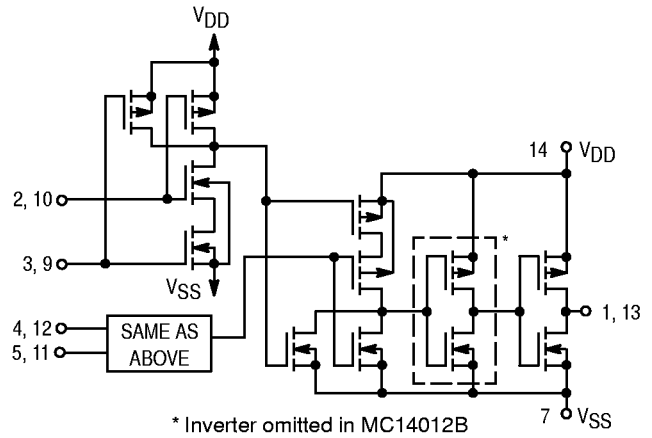 VDD
14
VDD
2, 10
*
3, 9
VSS
1, 13
4, 12
SAME AS
5, 11
ABOVE
7
VSS
* Inverter omitted in MC14012B